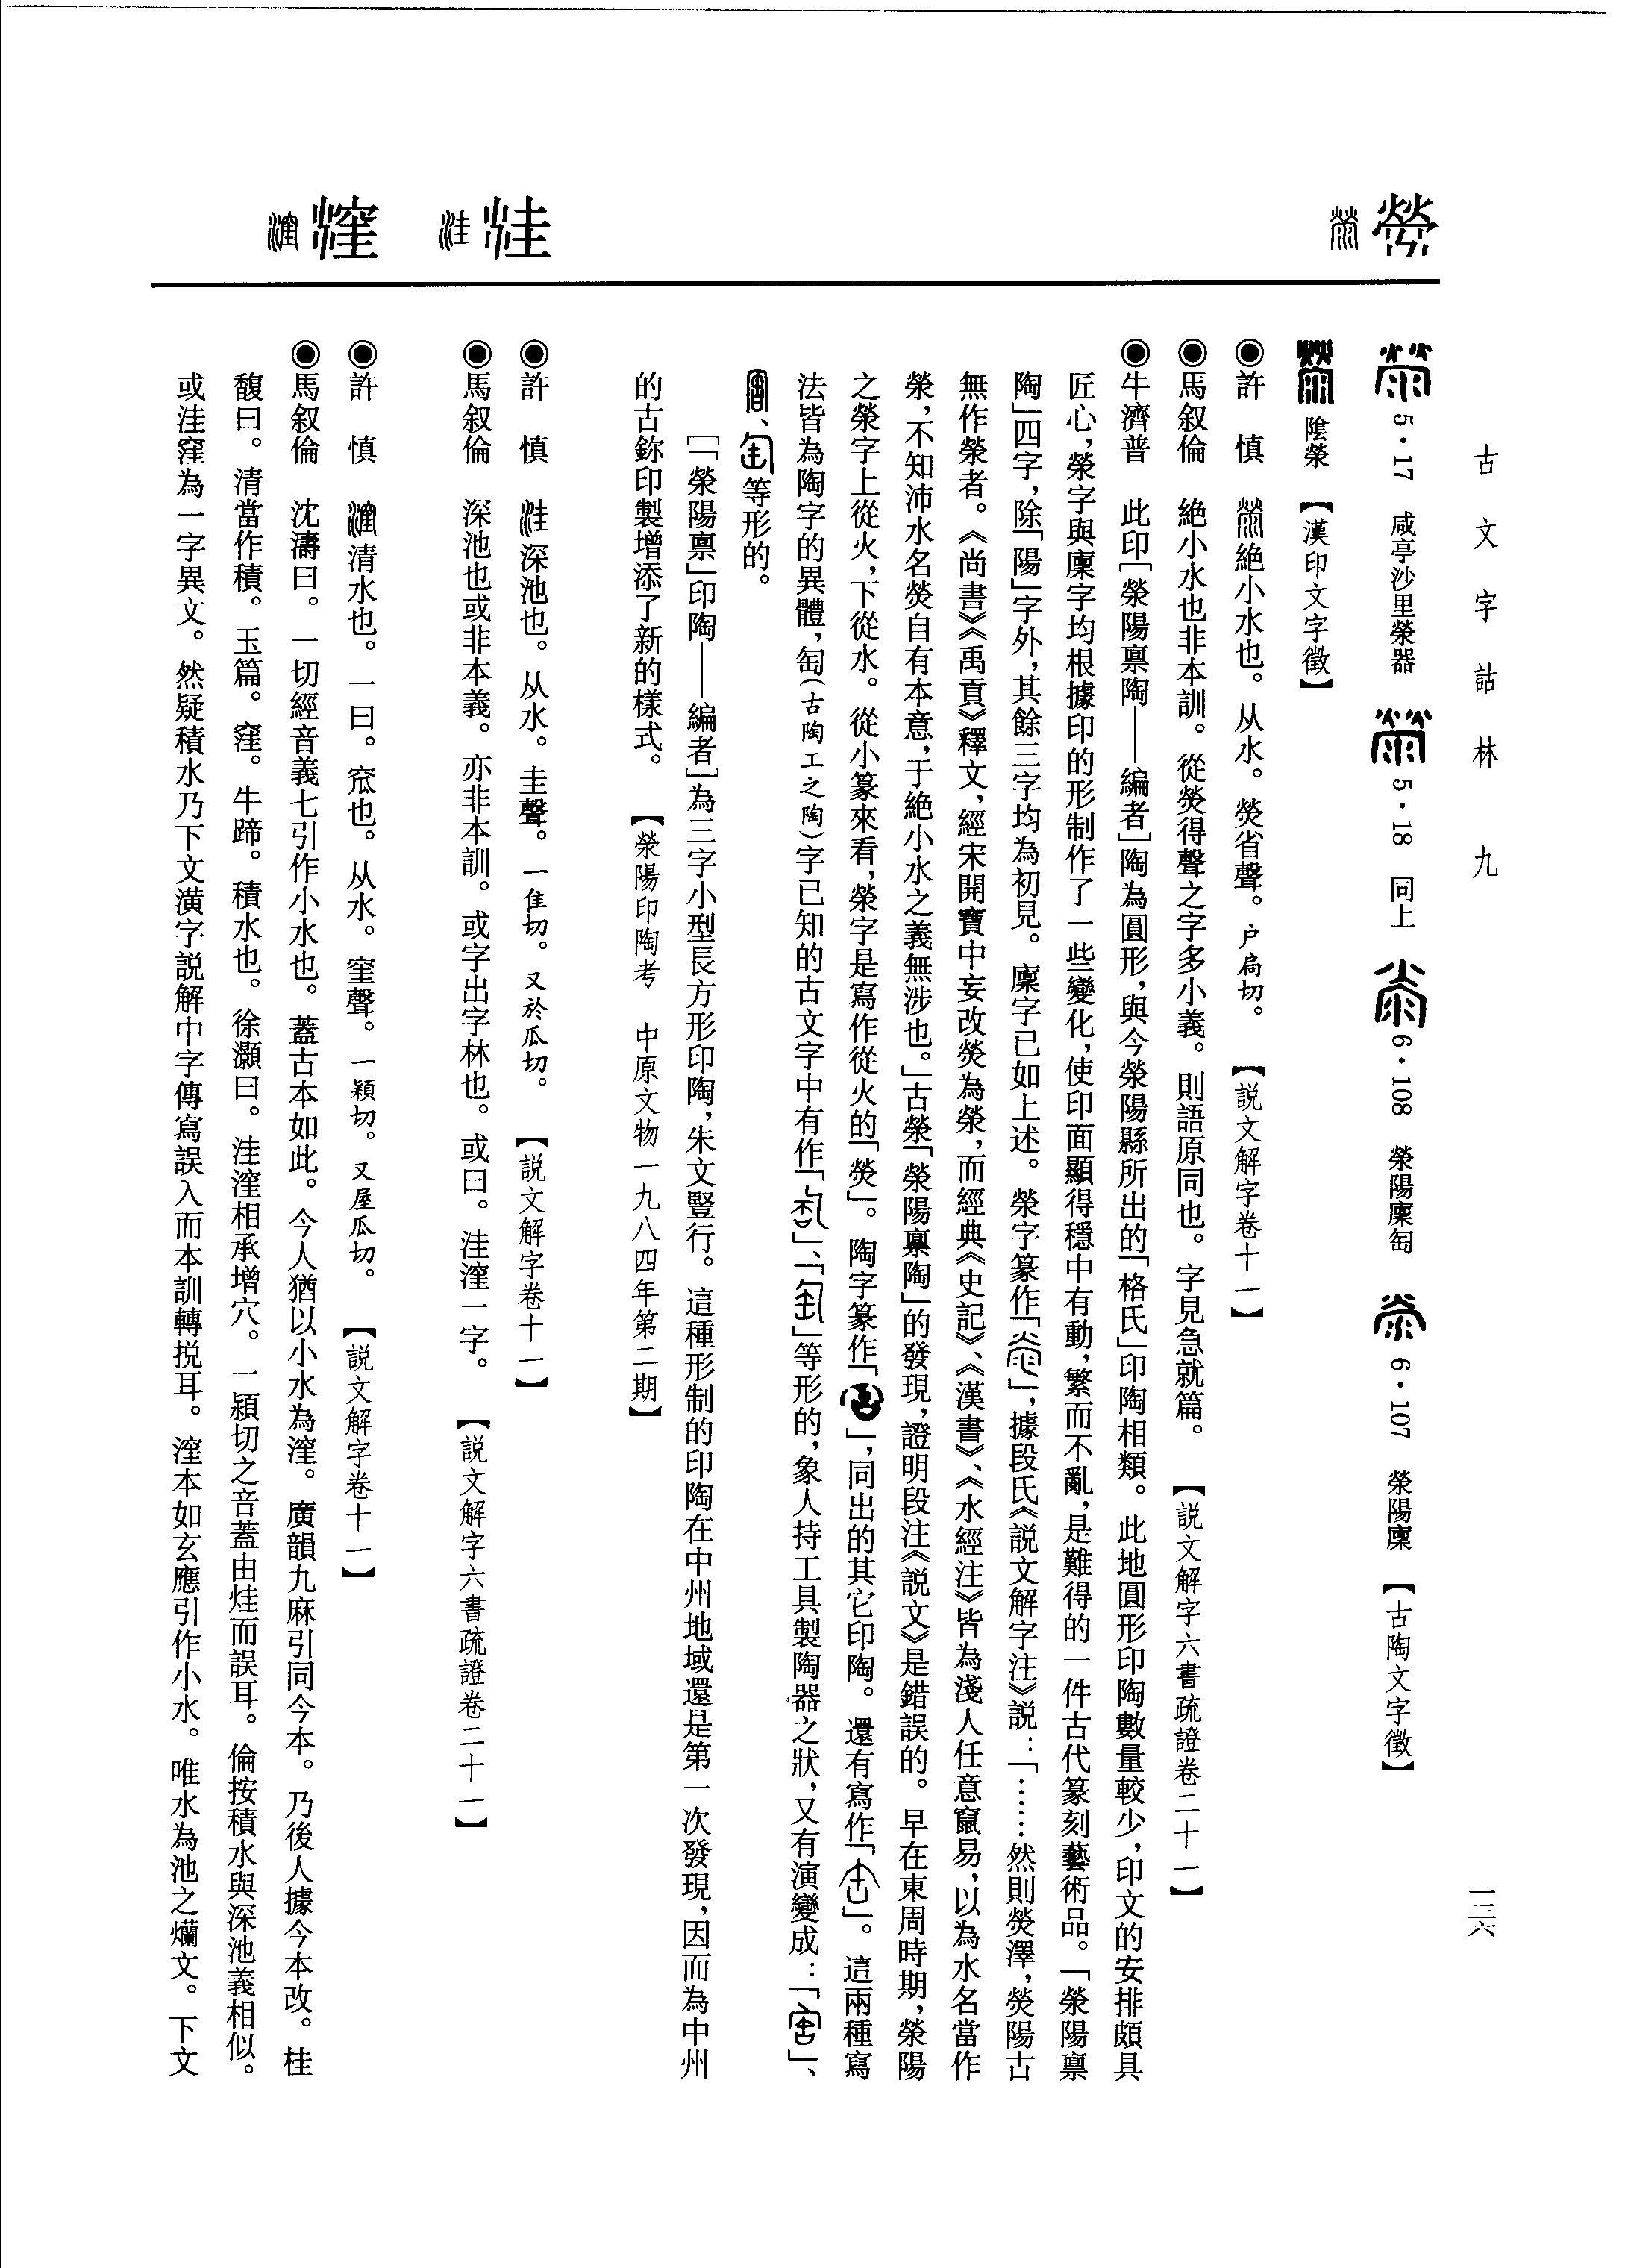 古文字詁林 九
一三六
滎
洼
漥
5·17 咸亭沙里滎器 5·18 同上 6·108 滎陽廩匋 6·107 滎陽廩 【古陶文字徵】
陰滎 【漢印文字徵】
◉許 慎 絶小水也。从水。熒省聲。户扃切。 【説文解字卷十一】
◉馬叙倫 絶小水也非本訓。從熒得聲之字多小義。則語原同也。字見急就篇。 【説文解字六書疏證卷二十一】
◉牛濟普 此印[滎陽稟陶——編者]陶為圓形,與今滎陽縣所出的「格氏」印陶相類。此地圓形印陶數量較少,印文的安排頗具
匠心,滎字與廩字均根據印的形制作了一些變化,使印面顯得穩中有動,繁而不亂,是難得的一件古代篆刻藝術品。「滎陽稟
陶」四字,除「陽」字外,其餘三字均為初見。廩字已如上述。滎字篆作「」,據段氏《説文解字注》説:「……然則熒澤,熒陽古
無作滎者。《尚書》《禹貢》釋文,經宋開寶中妄改熒為滎,而經典《史記》、《漢書》、《水經注》皆為淺人任意竄易,以為水名當作
滎,不知沛水名熒自有本意,于絶小水之義無涉也。」古滎「滎陽稟陶」的發現,證明段注《説文》是錯誤的。早在東周時期,滎陽
之滎字上從火,下從水。從小篆來看,滎字是寫作從火的「熒」。陶字篆作「」,同出的其它印陶。還有寫作「」。這兩種寫
法皆為陶字的異體,匋(古陶工之陶)字已知的古文字中有作「」、「」等形的,象人持工具製陶器之狀,又有演變成:「」、
、等形的。
[「滎陽稟」印陶——編者]為三字小型長方形印陶,朱文豎行。這種形制的印陶在中州地域還是第一次發現,因而為中州
的古鉨印製增添了新的樣式。 【滎陽印陶考 中原文物一九八四年第二期】
◉許 慎 深池也。从水。圭聲。一佳切。又於瓜切。 【説文解字卷十一】
◉馬叙倫 深池也或非本義。亦非本訓。或字出字林也。或曰。洼漥一字。 【説文解字六書疏證卷二十一】
◉許 慎 清水也。一曰。窊也。从水。窐聲。一穎切。又屋瓜切。 【説文解字卷十一】
◉馬叙倫 沈濤曰。一切經音義七引作小水也。蓋古本如此。今人猶以小水為漥。廣韻九麻引同今本。乃後人據今本改。桂
馥曰。清當作積。玉篇。窪。牛蹄。積水也。徐灝曰。洼漥相承增穴。一潁切之音蓋由烓而誤耳。倫按積水與深池義相似。
或洼窪為一字異文。然疑積水乃下文潢字説解中字傳寫誤入而本訓轉捝耳。漥本如玄應引作小水。唯水為池之爛文。下文